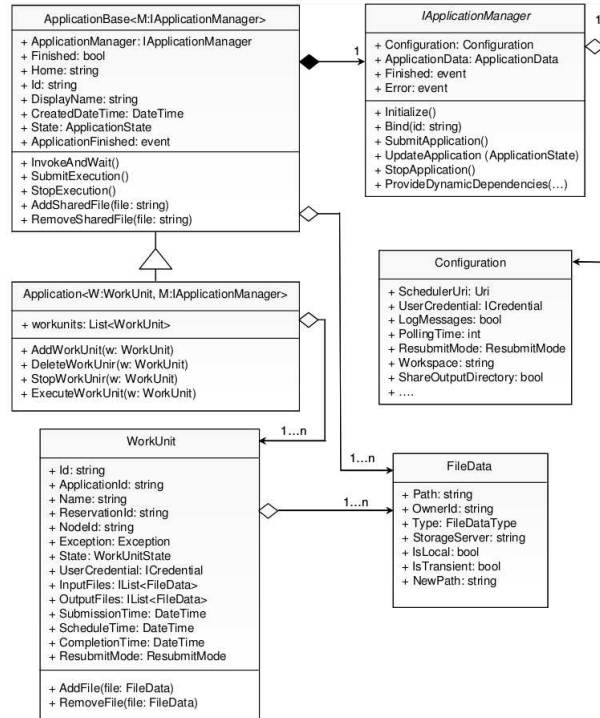 ApplicationBase<M:IApplicationManager>
+ ApplicationManager: IApplicationManager
+ Finished: bool
+ Home: string
+ Id: string
+ DisplayName: string
+ CreatedDateTime: DateTime
+ State: ApplicationState
+ ApplicationFinished: event
+ InvokeAndWait()
+ SubmitExecution()
+ StopExecution()
+ AddSharedFile(file: string)
+ RemoveSharedFile(file: string)
1
IApplicationManager
+ Configuration: Configuration
+ ApplicationData: ApplicationData
+ Finished: event
+ Error: event
+ Initialize()
+ Bind(id: string)
+ SubmitApplication()
+ UpdateApplication (ApplicationState)
+ StopApplication()
+ ProvideDynamicDependencies(...)
1
Application<W:WorkUnit, M:IApplicationManager>
+ workunits: List<WorkUnit>
+ AddWorkUnit(w: WorkUnit)
+ DeleteWorkUnir(w: WorkUnit)
+ StopWorkUnir(w: WorkUnit)
+ ExecuteWorkUnit(w: WorkUnit)
Configuration
+ SchedulerUri: Uri
+ UserCredential: ICredential
+ LogMessages: bool
+ PollingTime: int
+ ResubmitMode: ResubmitMode
+ Workspace: string
+ ShareOutputDirectory: bool
+ ....
1...n
WorkUnit
+ Id: string
+ ApplicationId: string
+ Name: string
+ ReservationId: string
+ NodeId: string
+ Exception: Exception
+ State: WorkUnitState
+ UserCredential: ICredential
+ InputFiles: IList<FileData>
+ OutputFiles: IList<FileData>
+ SubmissionTime: DateTime
+ ScheduleTime: DateTime
+ CompletionTime: DateTime
+ ResubmitMode: ResubmitMode
+ AddFile(file: FileData)
+ RemoveFile(file: FileData)
1...n
1...n
FileData
+ Path: string
+ OwnerId: string
+ Type: FileDataType
+ StorageServer: string
+ IsLocal: bool
+ IsTransient: bool
+ NewPath: string